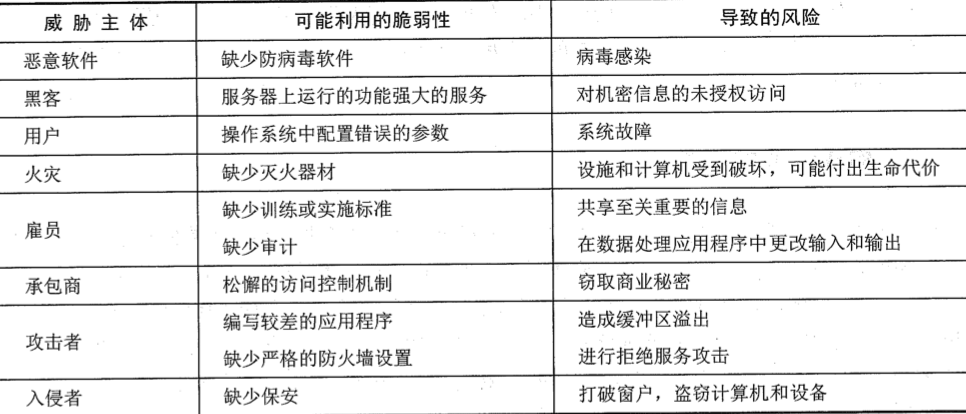 威胁主体 可能利用的脆弱性 导致的风险
恶意软件 缺少防病毒软件 病毒感染
黑客 服务器上运行的功能强大的服务 对机密信息的未授权访问
用户 操作系统中配置错误的参数 系统故障
火灾 缺少灭火器材 设施和计算机受到破坏，可能付出生命代价
雇员 缺少训练或实施标准 共享至关重要的信息
缺少审计 在数据处理应用程序中更改输入和输出
承包商 松懈的访问控制机制 窃取商业秘密
攻击者 编写较差的应用程序 造成缓冲区溢出
缺少严格的防火墙设置 进行拒绝服务攻击
入侵者 缺少保安 打破窗户，盗窃计算机和设备